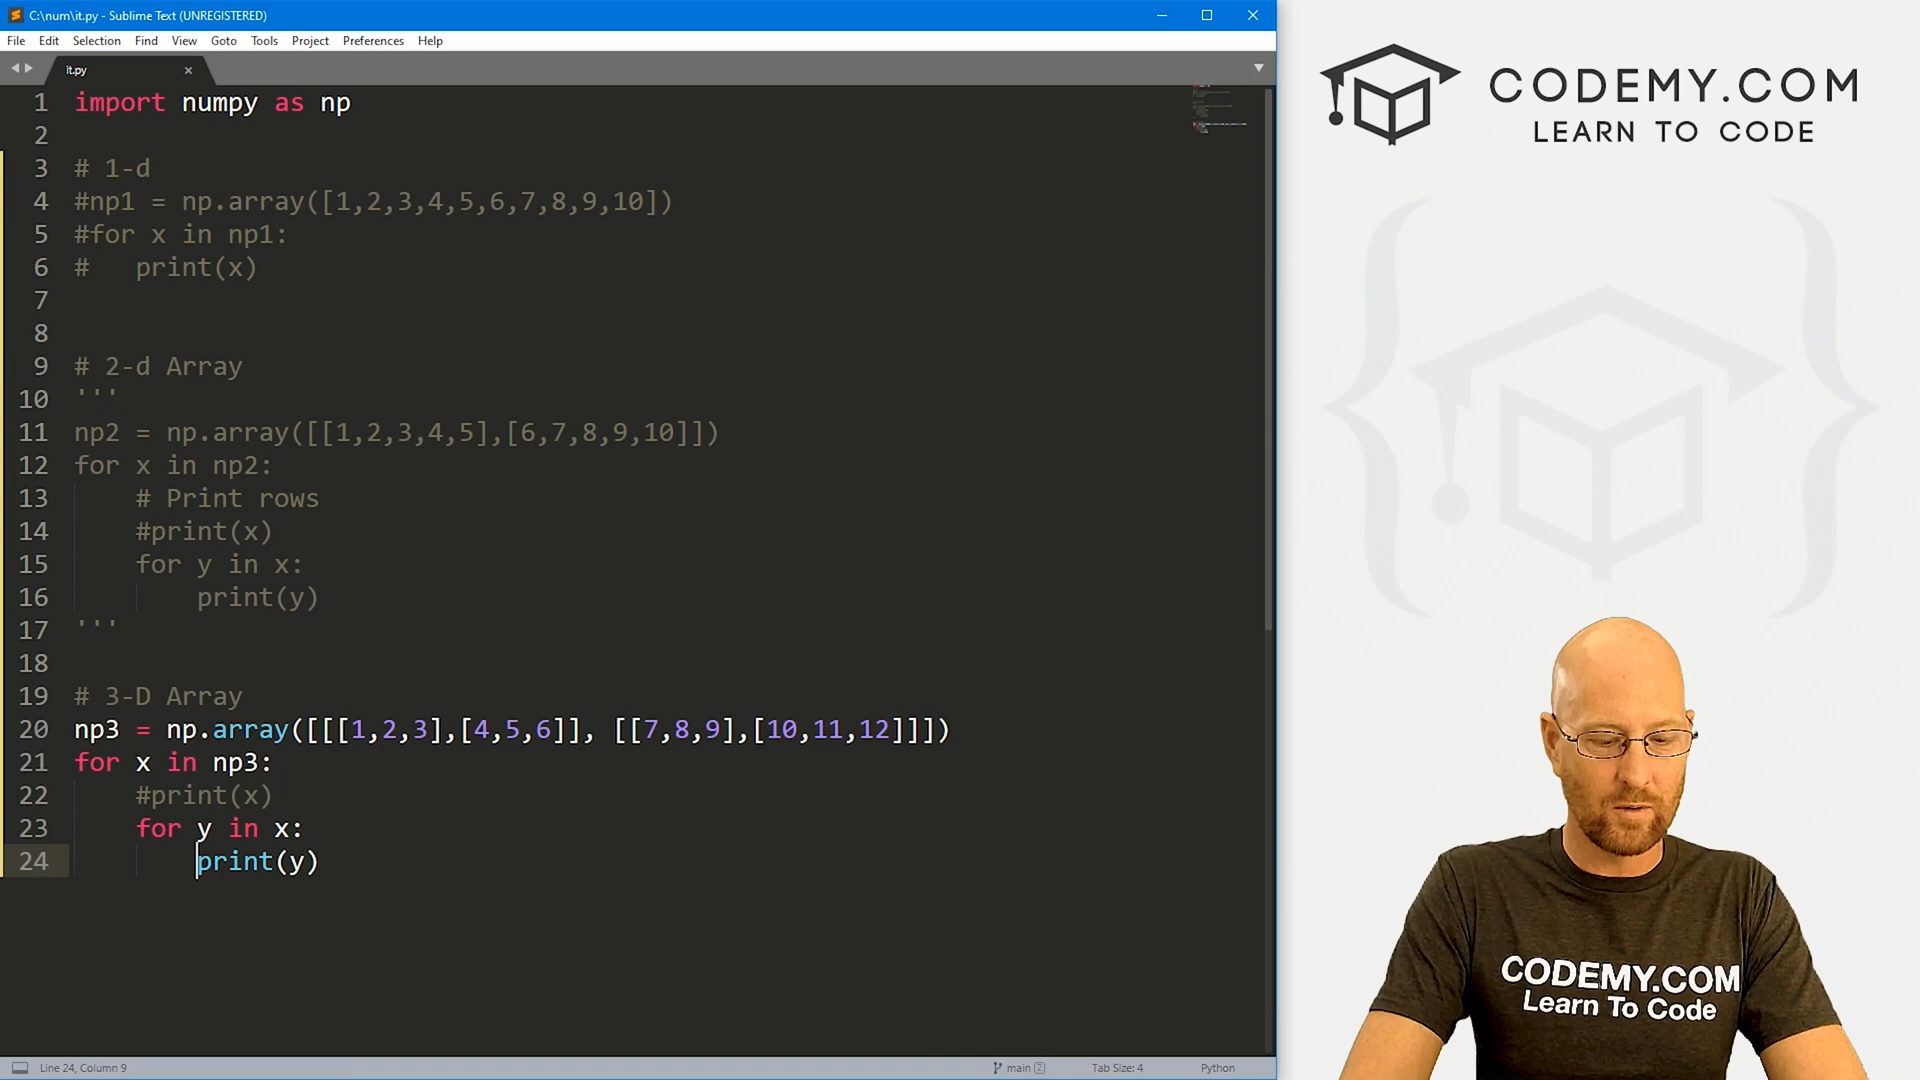 C:\num\it.py - Sublime Text (UNREGISTERED)
File Edit Selection Find View Goto Tools Project Preferences Help
it.py
1 import numpy as np
2
3 # 1-d
4 #np1 = np.array([1,2,3,4,5,6,7,8,9,10])
5 #for x in np1:
6 #   print(x)
7
8
9 # 2-d Array
10 '''
11 np2 = np.array([[1,2,3,4,5],[6,7,8,9,10]])
12 for x in np2:
13     # Print rows
14     #print(x)
15     for y in x:
16         print(y)
17 '''
18
19 # 3-D Array
20 np3 = np.array([[[1,2,3],[4,5,6]], [[7,8,9],[10,11,12]]])
21 for x in np3:
22     #print(x)
23     for y in x:
24         print(y)
Line 24, Column 9
main 2
Tab Size: 4
Python
CODEMY.COM
LEARN TO CODE
CODEMY.COM
Learn To Code